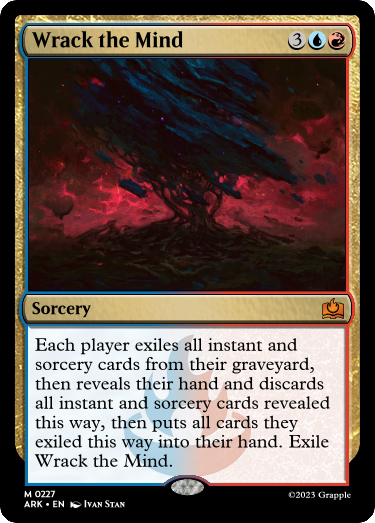 Wrack the Mind 3
Sorcery
Each player exiles all instant and
sorcery cards from their graveyard,
then reveals their hand and discards
all instant and sorcery cards revealed
this way, then puts all cards they
exiled this way into their hand. Exile
Wrack the Mind.
M 0227
ARK • EN Ivan Stan
©2023 Grapple